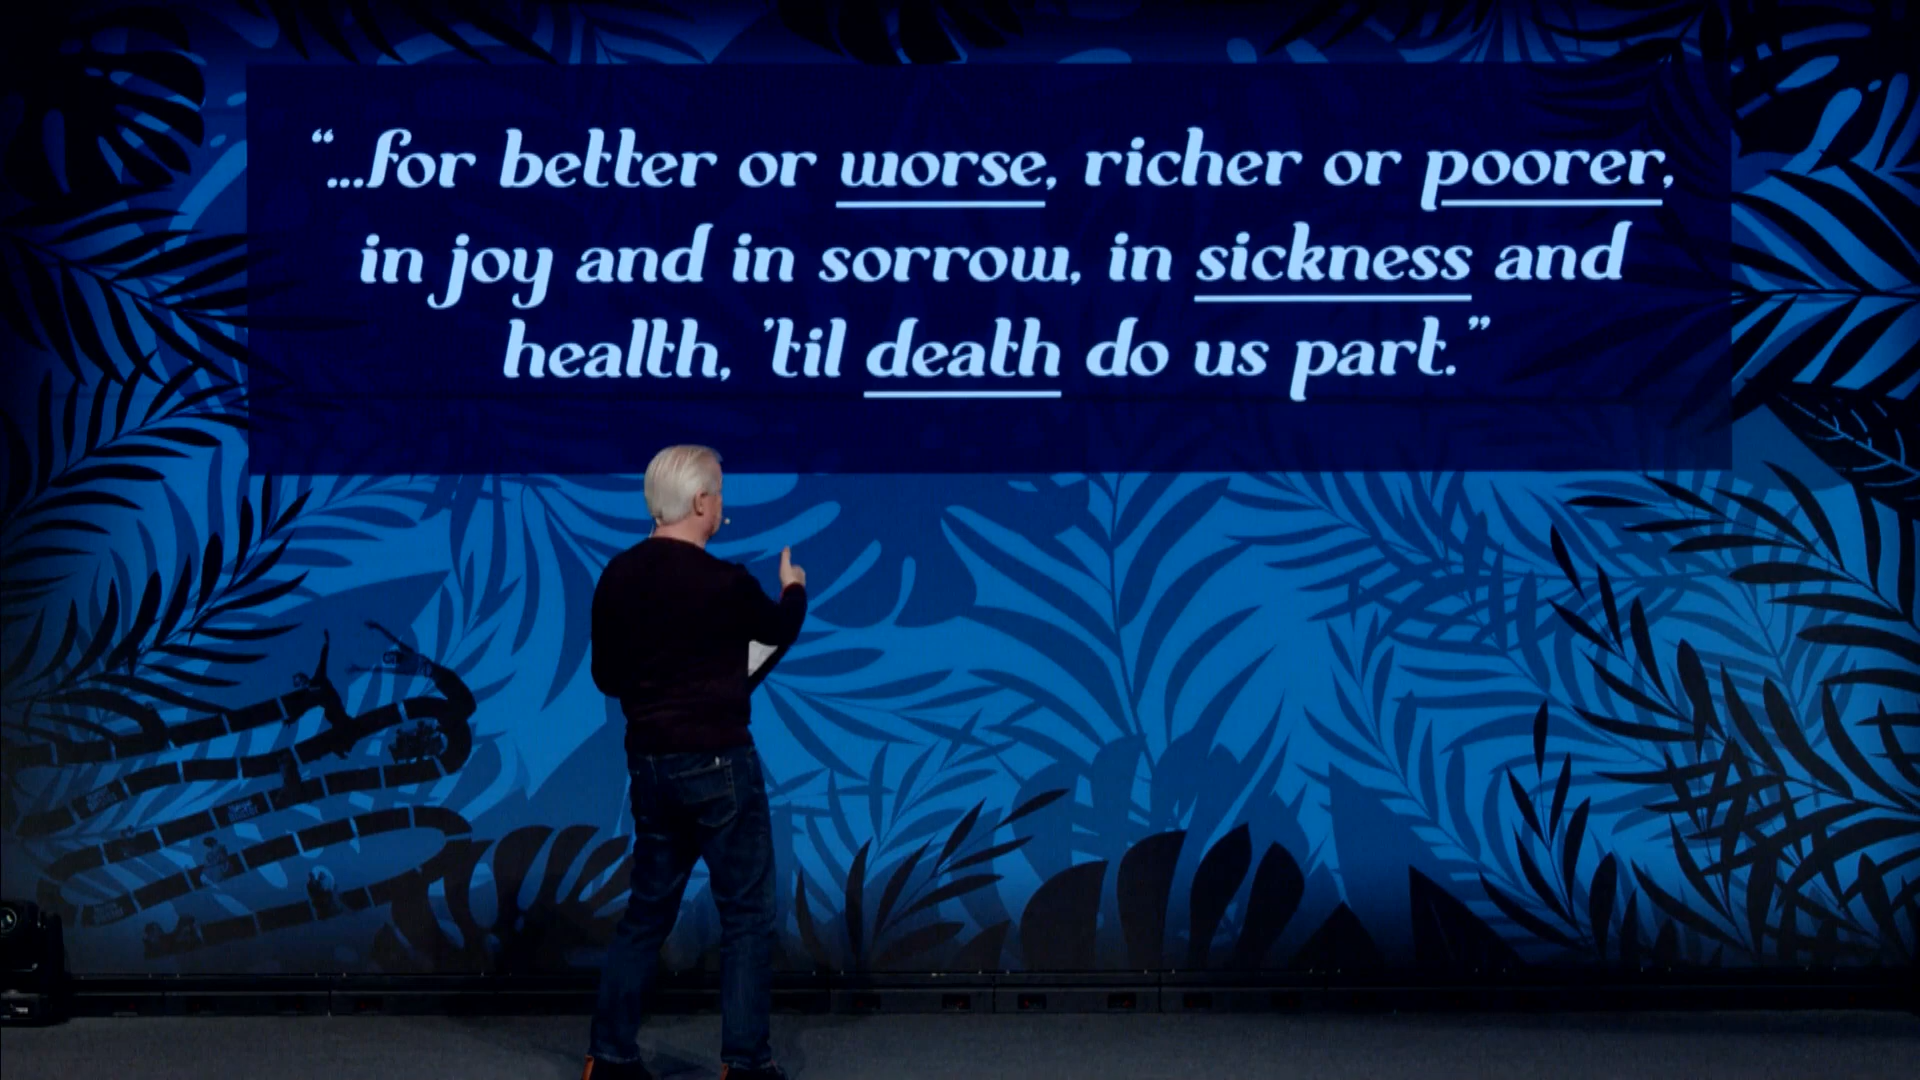 “...for better or worse, richer or poorer,
in joy and in sorrow, in sickness and
health, ’til death do us part.”